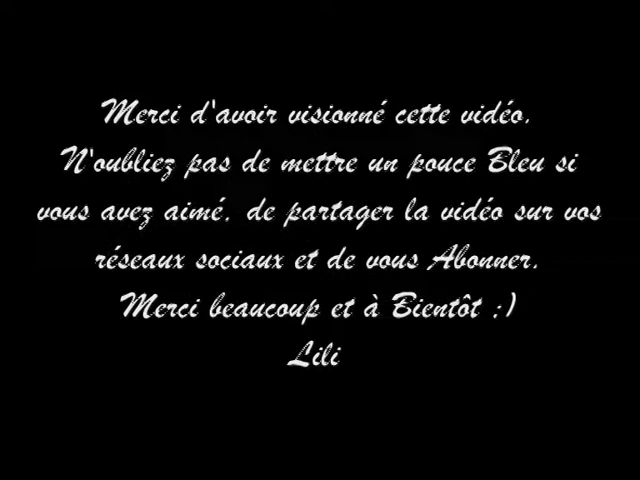 Merci d'avoir visionné cette vidéo.
N'oubliez pas de mettre un pouce Bleu si
vous avez aimé, de partager la vidéo sur vos
réseaux sociaux et de vous Abonner.
Merci beaucoup et à Bientôt :)
Lili